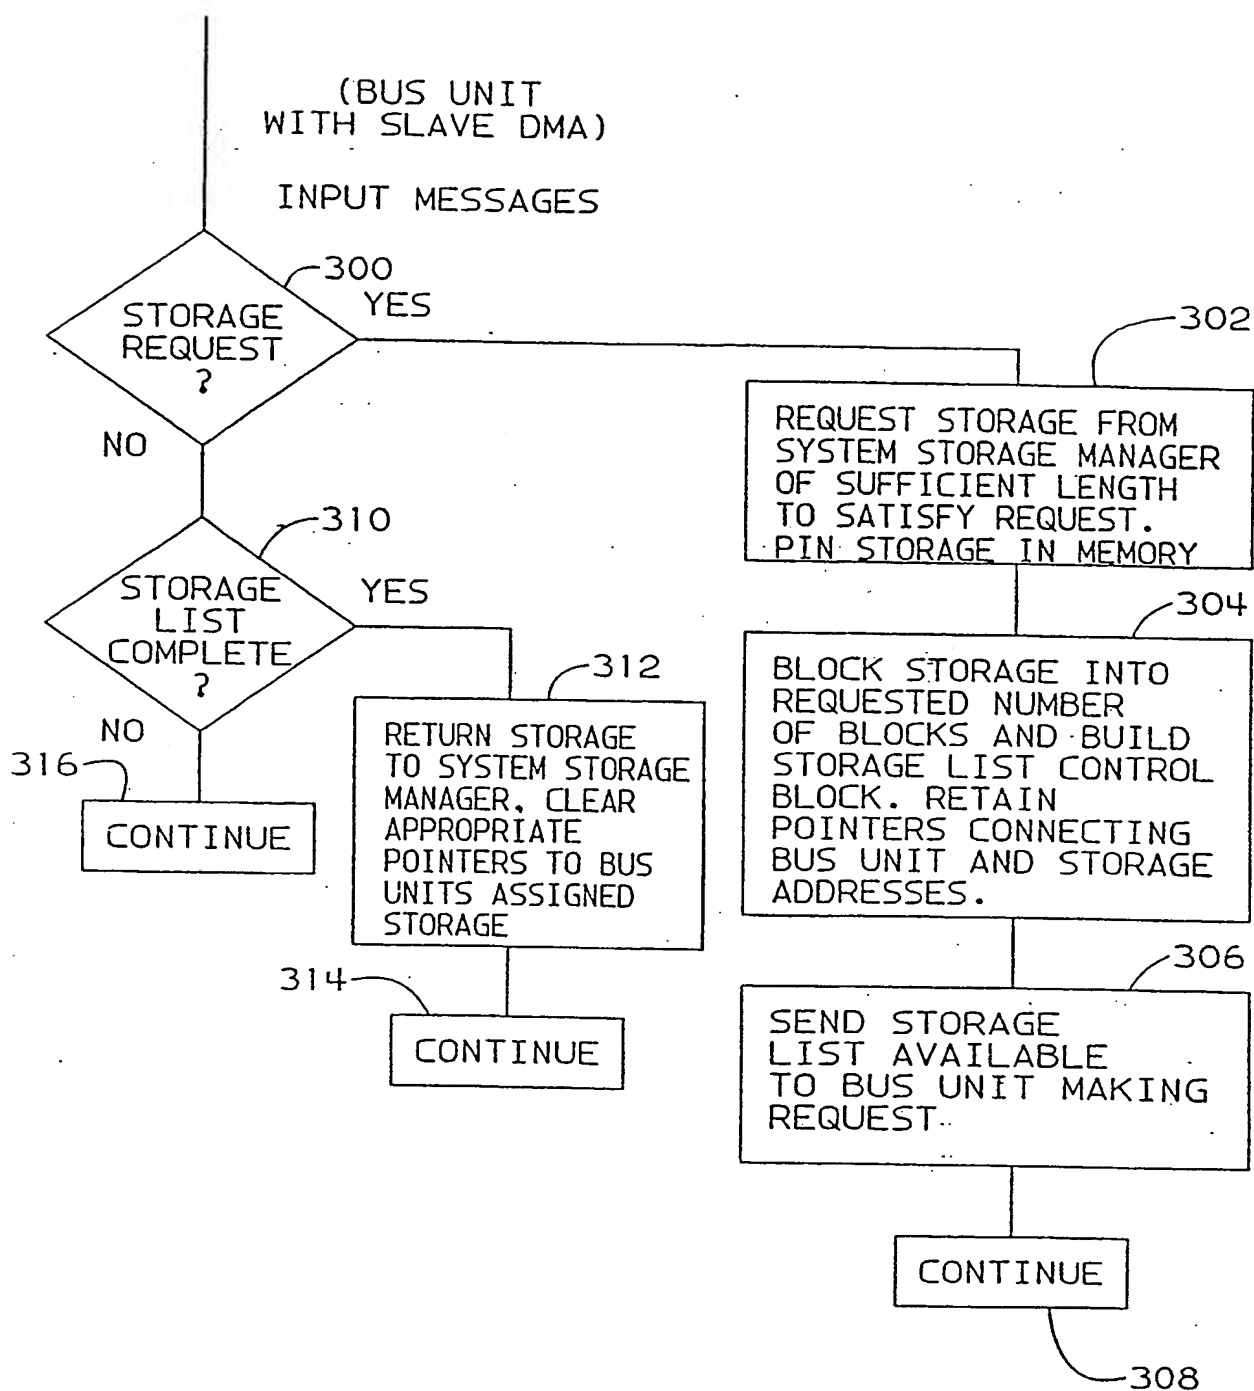 (BUS UNIT
WITH SLAVE DMA)
INPUT MESSAGES
300
STORAGE
REQUEST
?
YES
NO
302
REQUEST STORAGE FROM
SYSTEM STORAGE MANAGER
OF SUFFICIENT LENGTH
TO SATISFY REQUEST.
PIN STORAGE IN MEMORY
304
BLOCK STORAGE INTO
REQUESTED NUMBER
OF BLOCKS AND BUILD
STORAGE LIST CONTROL
BLOCK. RETAIN
POINTERS CONNECTING
BUS UNIT AND STORAGE
ADDRESSES.
306
SEND STORAGE
LIST AVAILABLE
TO BUS UNIT MAKING
REQUEST
CONTINUE
308
310
STORAGE
LIST
COMPLETE
?
YES
NO
312
RETURN STORAGE
TO SYSTEM STORAGE
MANAGER. CLEAR
APPROPRIATE
POINTERS TO BUS
UNITS ASSIGNED
STORAGE
314
CONTINUE
316
CONTINUE